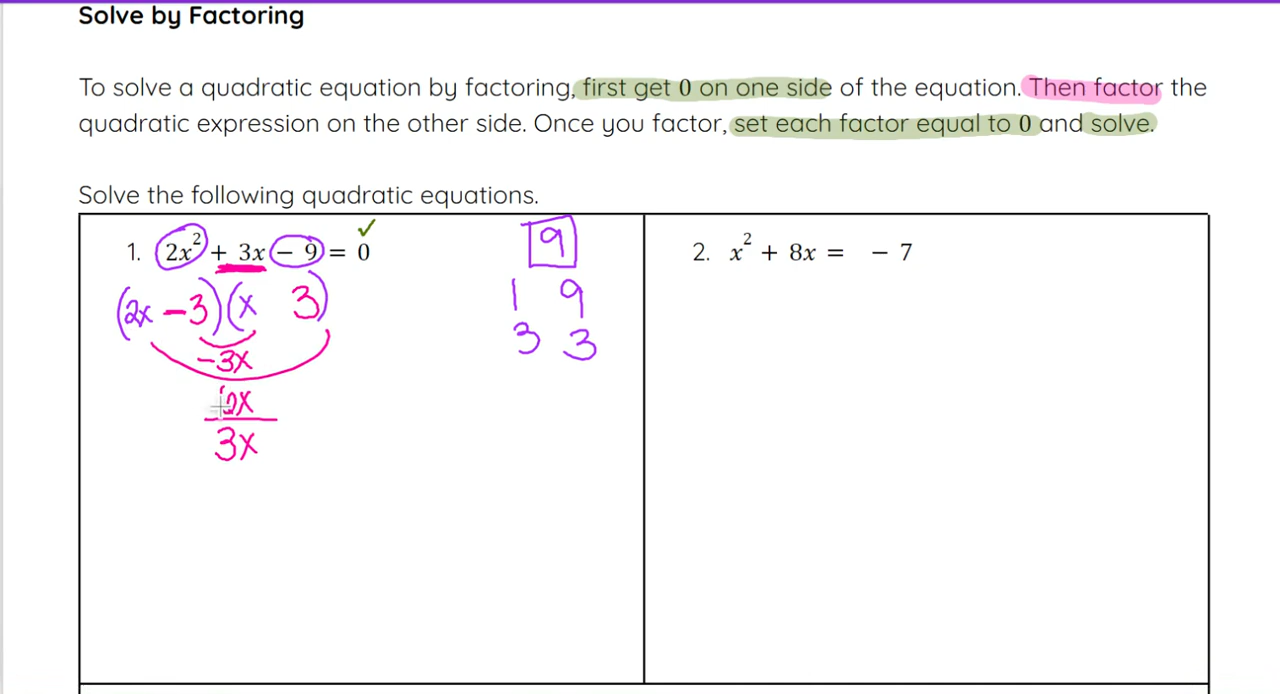 Solve by Factoring
To solve a quadratic equation by factoring, first get 0 on one side of the equation. Then factor the
quadratic expression on the other side. Once you factor, set each factor equal to 0 and solve.
Solve the following quadratic equations.
1. 2x² + 3x − 9 = 0 ✓
(2x − 3)(x 3)
−3x
6x
3x
9
1 9
3 3
2. x² + 8x = − 7